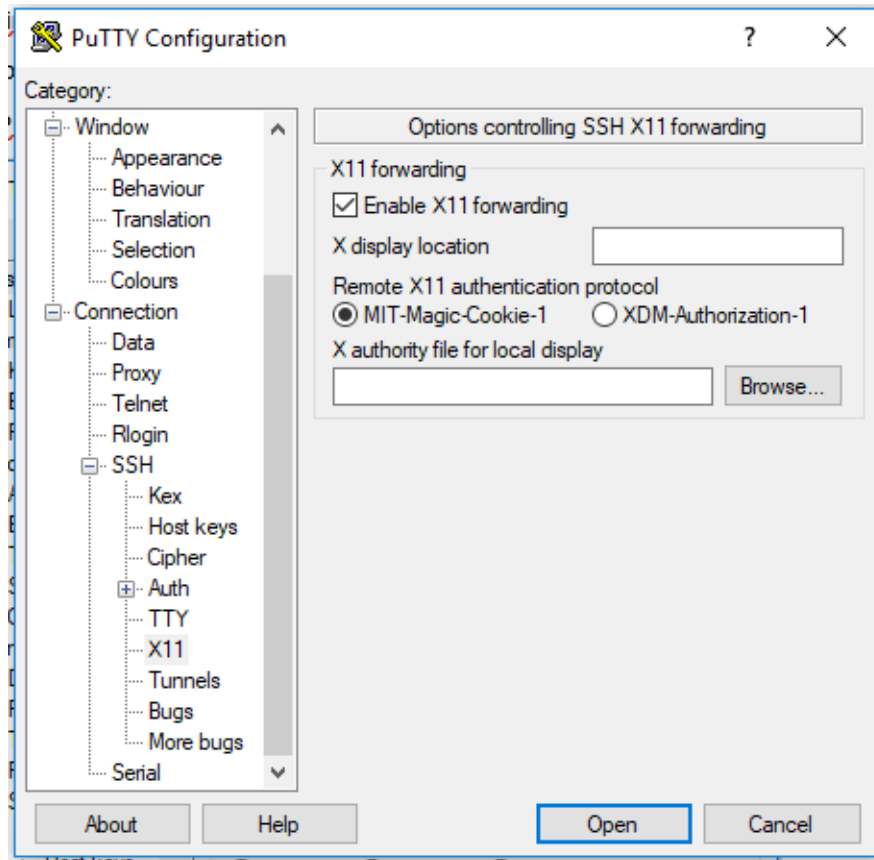 PuTTY Configuration
?
Category:
Window
Appearance
Behaviour
Translation
Selection
Colours
Connection
Data
Proxy
Telnet
Rlogin
SSH
Kex
Host keys
Cipher
Auth
TTY
X11
Tunnels
Bugs
More bugs
Serial
Options controlling SSH X11 forwarding
X11 forwarding
Enable X11 forwarding
X display location
Remote X11 authentication protocol
MIT-Magic-Cookie-1 XDM-Authorization-1
X authority file for local display
Browse...
About Help Open Cancel